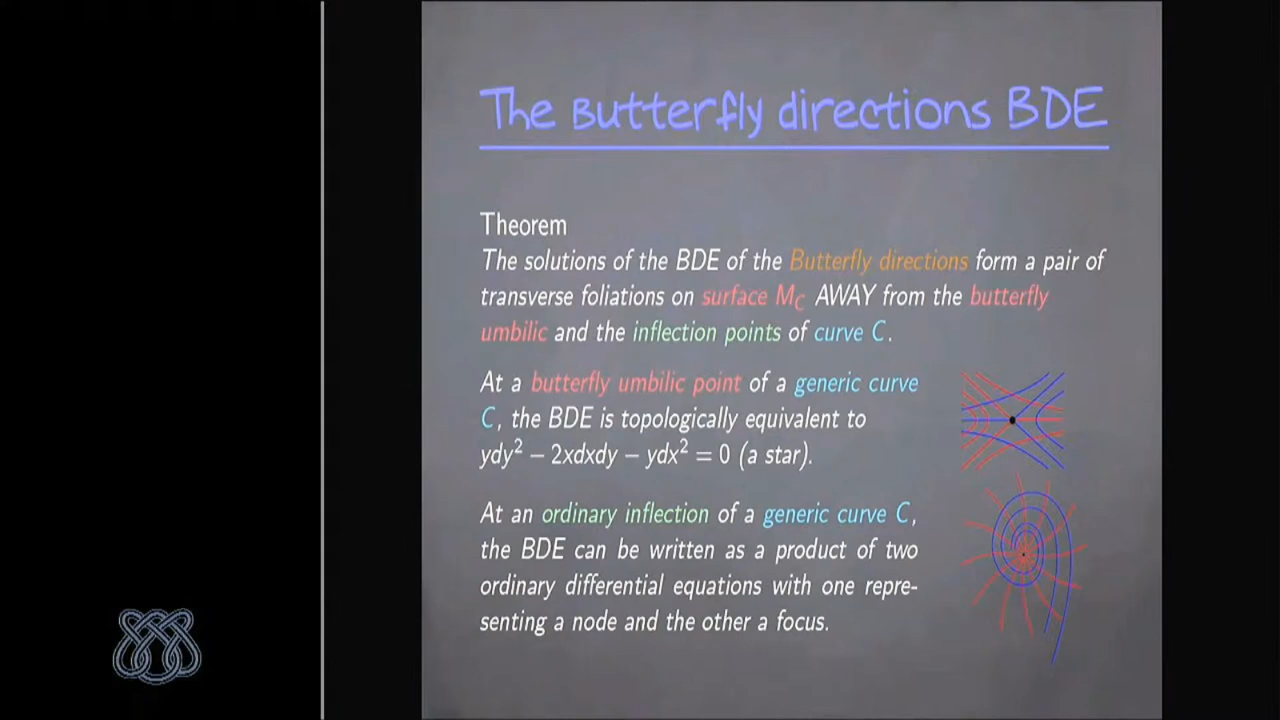 The Butterfly directions BDE
Theorem
The solutions of the BDE of the Butterfly directions form a pair of
transverse foliations on surface M_C AWAY from the butterfly
umbilic and the inflection points of curve C.
At a butterfly umbilic point of a generic curve
C, the BDE is topologically equivalent to
ydy² − 2xdxdy − ydx² = 0 (a star).
At an ordinary inflection of a generic curve C,
the BDE can be written as a product of two
ordinary differential equations with one repre-
senting a node and the other a focus.